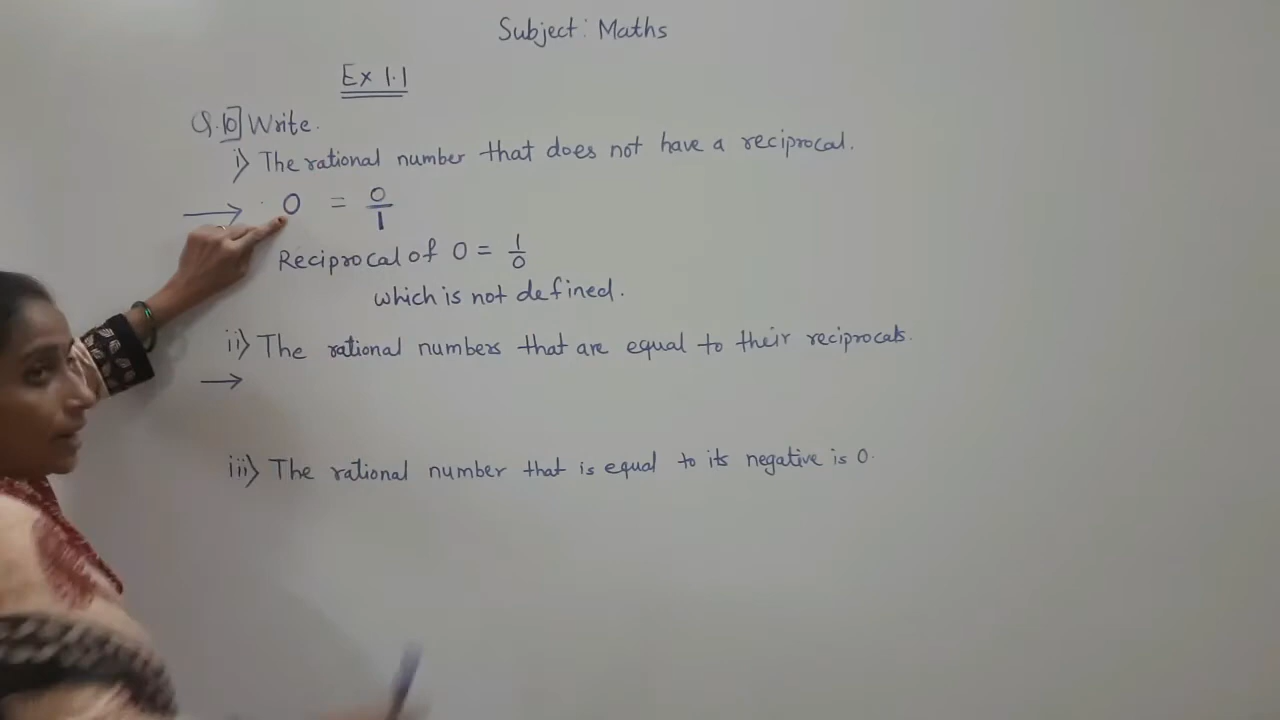 Subject: Maths
Ex 1.1
Q.10] Write.
i) The rational number that does not have a reciprocal.
→ 0 = 0/1
Reciprocal of 0 = 1/0
which is not defined.
ii) The rational numbers that are equal to their reciprocals.
→
iii) The rational number that is equal to its negative is 0.